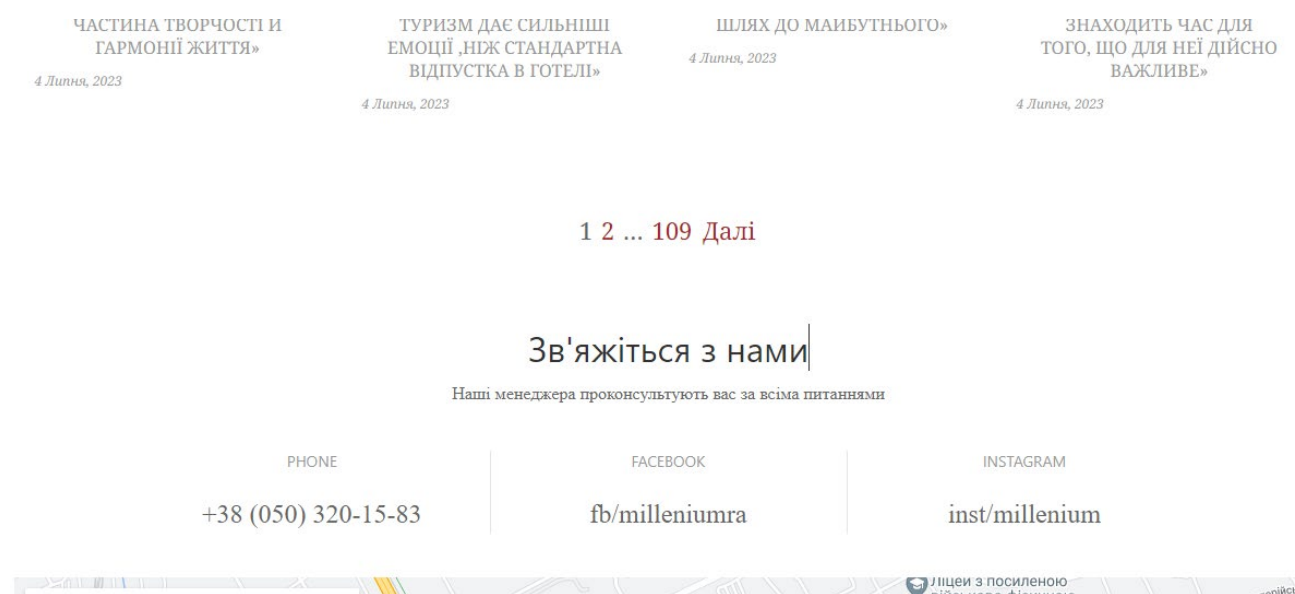 ЧАСТИНА ТВОРЧОСТІ И
ГАРМОНІЇ ЖИТТЯ»
4 Липня, 2023
ТУРИЗМ ДАЄ СИЛЬНІШІ
ЕМОЦІЇ ,НІЖ СТАНДАРТНА
ВІДПУСТКА В ГОТЕЛІ»
4 Липня, 2023
ШЛЯХ ДО МАИБУТНЬОГО»
4 Липня, 2023
ЗНАХОДИТЬ ЧАС ДЛЯ
ТОГО, ЩО ДЛЯ НЕЇ ДІЙСНО
ВАЖЛИВЕ»
4 Липня, 2023
1 2 ... 109 Далі
Зв'яжіться з нами
Наші менеджера проконсультують вас за всіма питаннями
PHONE
+38 (050) 320-15-83
FACEBOOK
fb/milleniumra
INSTAGRAM
inst/millenium
Ліцей з посиленою